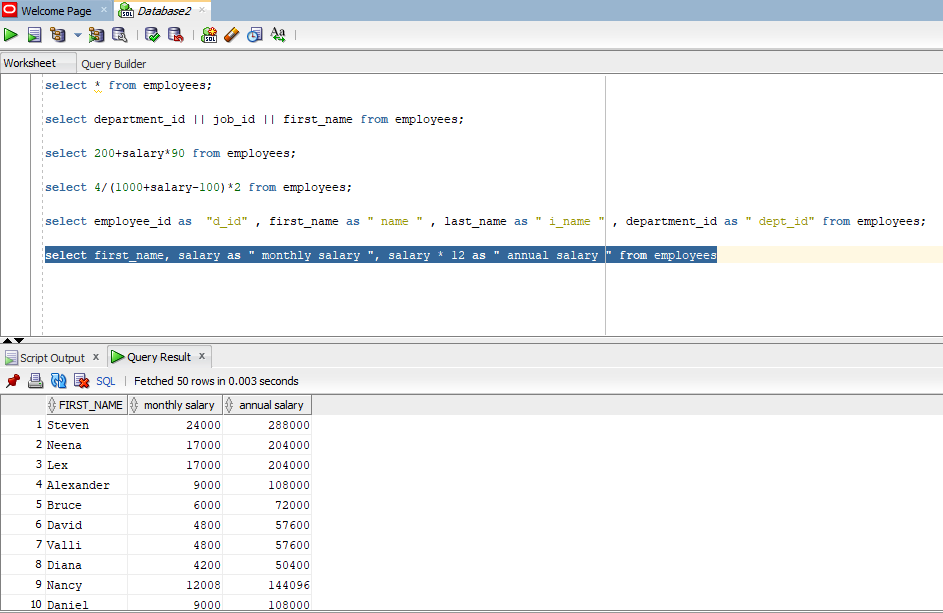 Welcome Page × Database2 ×
Worksheet Query Builder
select * from employees;
select department_id || job_id || first_name from employees;
select 200+salary*90 from employees;
select 4/(1000+salary-100)*2 from employees;
select employee_id as  "d_id" , first_name as " name " , last_name as " i_name " , department_id as " dept_id" from employees;
select first_name, salary as " monthly salary ", salary * 12 as " annual salary " from employees
Script Output × Query Result ×
SQL | Fetched 50 rows in 0.003 seconds
FIRST_NAME monthly salary annual salary
1 Steven 24000 288000
2 Neena 17000 204000
3 Lex 17000 204000
4 Alexander 9000 108000
5 Bruce 6000 72000
6 David 4800 57600
7 Valli 4800 57600
8 Diana 4200 50400
9 Nancy 12008 144096
10 Daniel 9000 108000